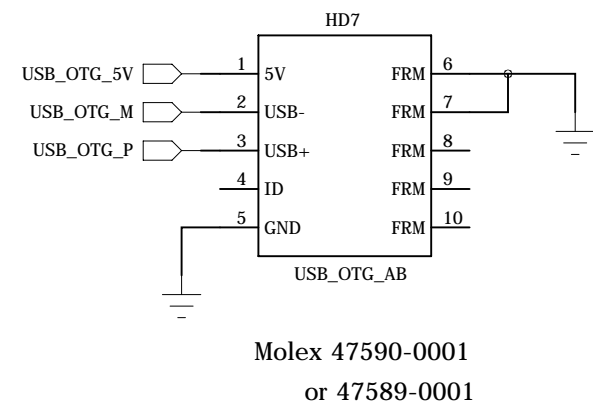 HD7
USB_OTG_5V 1 5V FRM 6
USB_OTG_M 2 USB- FRM 7
USB_OTG_P 3 USB+ FRM 8
4 ID FRM 9
5 GND FRM 10
USB_OTG_AB
Molex 47590-0001
or 47589-0001